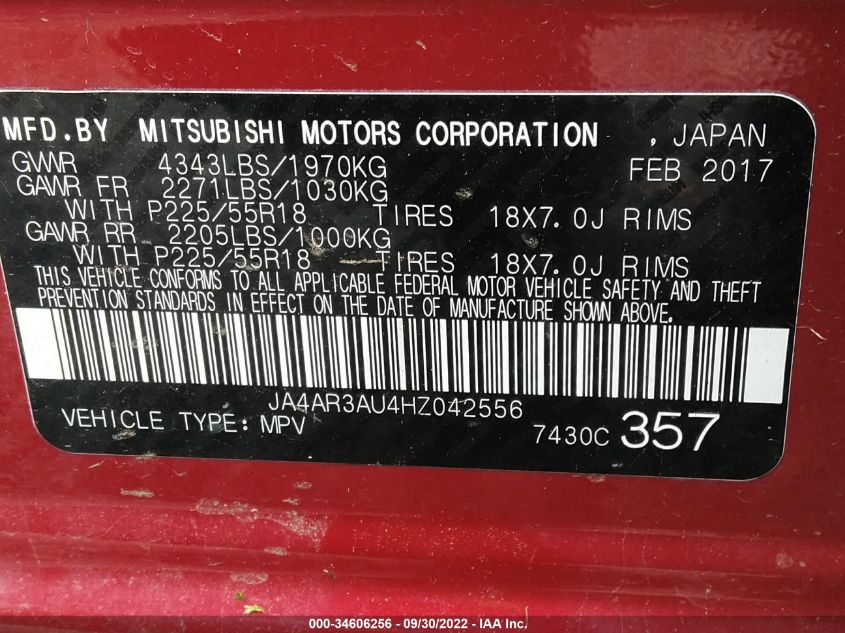 MFD.BY MITSUBISHI MOTORS CORPORATION , JAPAN
GVWR 4343LBS/1970KG FEB 2017
GAWR FR 2271LBS/1030KG
WITH P225/55R18 TIRES 18X7.0J RIMS
GAWR RR 2205LBS/1000KG
WITH P225/55R18 TIRES 18X7.0J RIMS
THIS VEHICLE CONFORMS TO ALL APPLICABLE FEDERAL MOTOR VEHICLE SAFETY AND THEFT
PREVENTION STANDARDS IN EFFECT ON THE DATE OF MANUFACTURE SHOWN ABOVE.
JA4AR3AU4HZ042556
VEHICLE TYPE: MPV 7430C 357
000-34606256 - 09/30/2022 - IAA Inc.